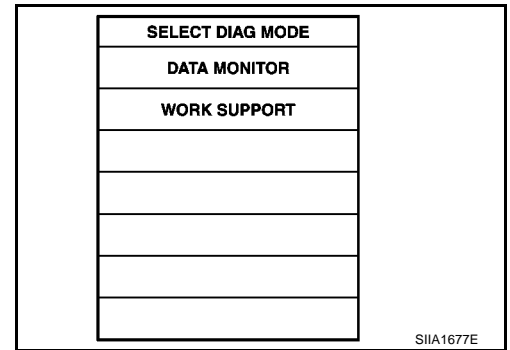 SELECT DIAG MODE
DATA MONITOR
WORK SUPPORT
SIIA1677E